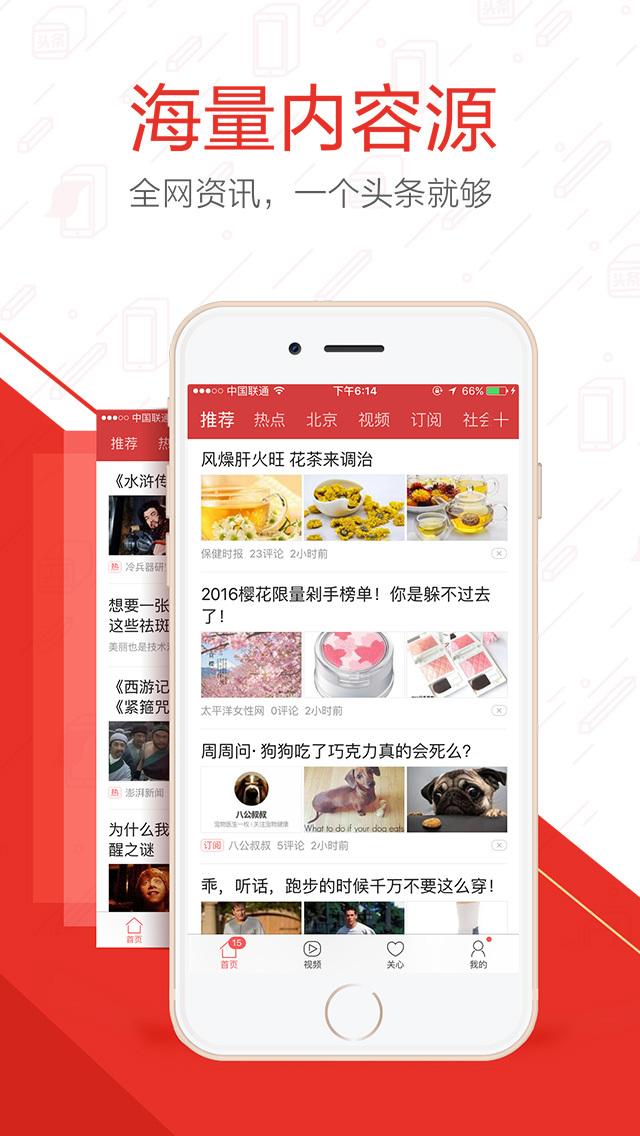 头条
海量内容源
全网资讯，一个头条就够
头条
中国联通
下午6:14
66%
推荐 热点 北京 视频 订阅 社会
风燥肝火旺 花茶来调治
保健时报 23评论 2小时前
2016樱花限量剁手榜单！你是躲不过去
了！
太平洋女性网 0评论 2小时前
周周问· 狗狗吃了巧克力真的会死么？
八公叔叔
宠物医生一枚 | 关注宠物健康
What to do if your dog eats
订阅 八公叔叔 5评论 2小时前
乖，听话，跑步的时候千万不要这么穿！
15
首页 视频 关心 我的
中国联通
推荐
《水浒传
热 冷兵器研
想要一张
这些祛斑
美丽也是技术
《西游记
《紧箍咒
热 澎湃新闻
为什么我
醒之谜
首页